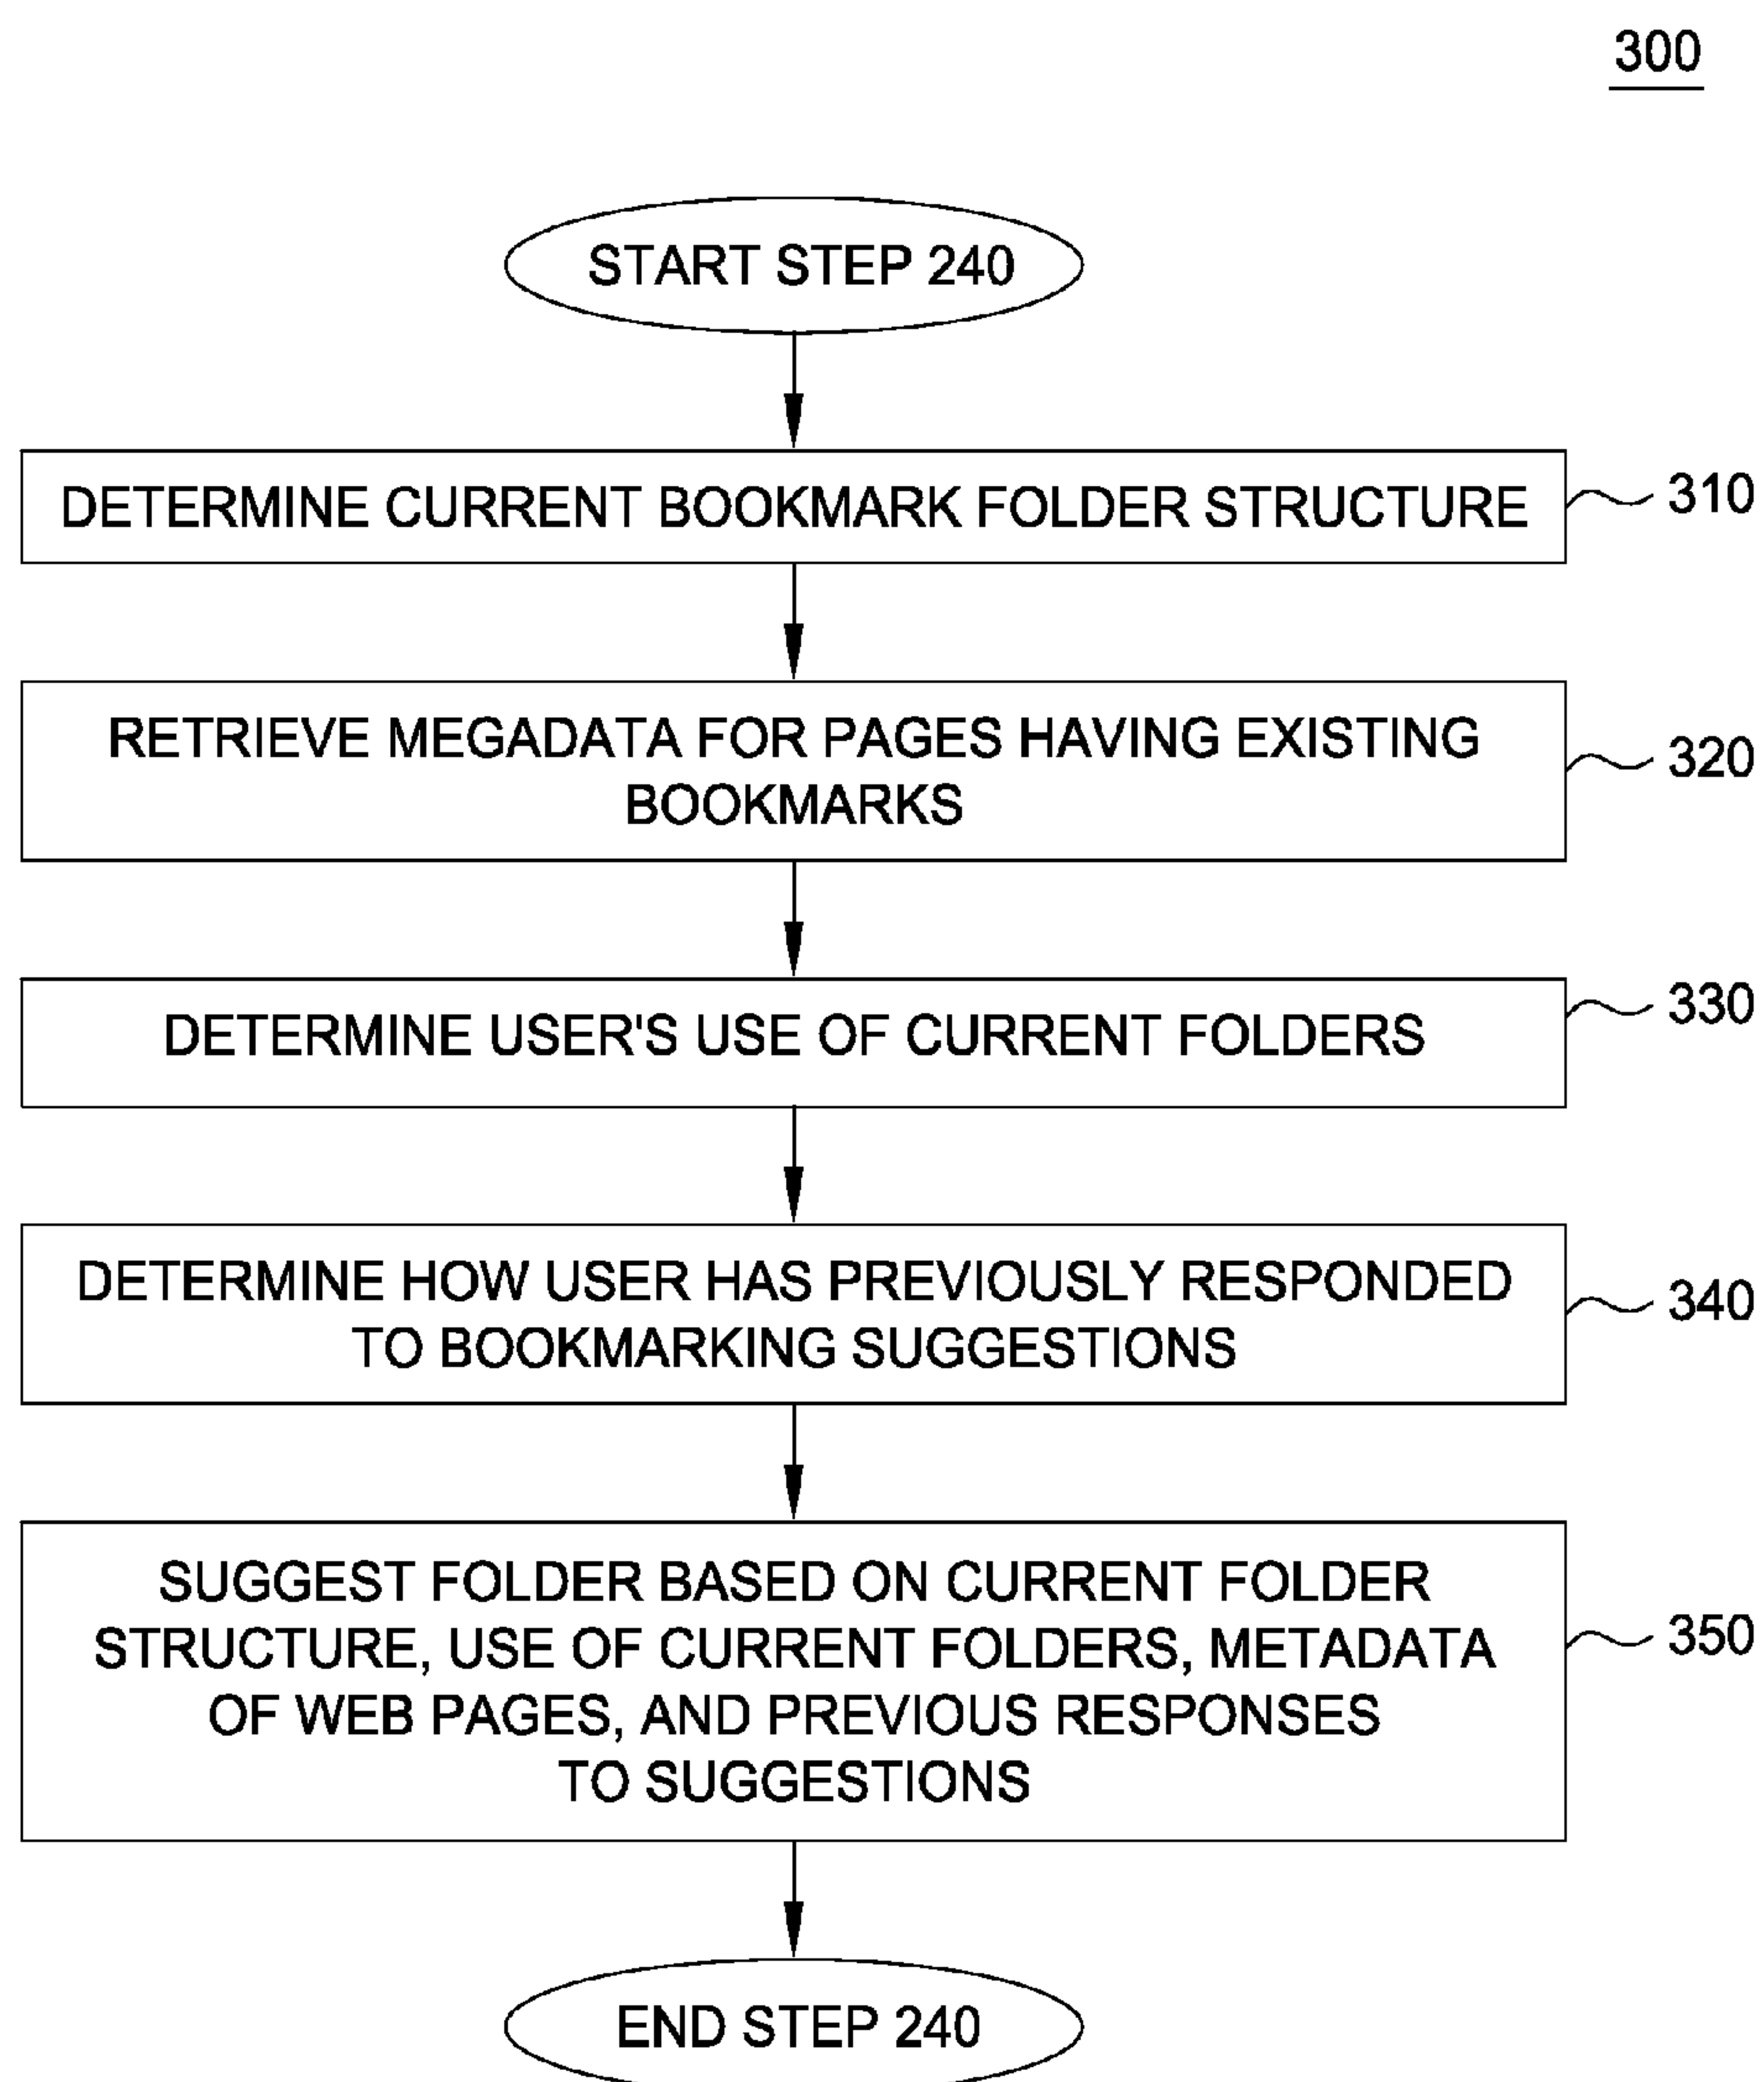 300
START STEP 240
DETERMINE CURRENT BOOKMARK FOLDER STRUCTURE
310
RETRIEVE MEGADATA FOR PAGES HAVING EXISTING
BOOKMARKS
320
DETERMINE USER'S USE OF CURRENT FOLDERS
330
DETERMINE HOW USER HAS PREVIOUSLY RESPONDED
TO BOOKMARKING SUGGESTIONS
340
SUGGEST FOLDER BASED ON CURRENT FOLDER
STRUCTURE, USE OF CURRENT FOLDERS, METADATA
OF WEB PAGES, AND PREVIOUS RESPONSES
TO SUGGESTIONS
350
END STEP 240